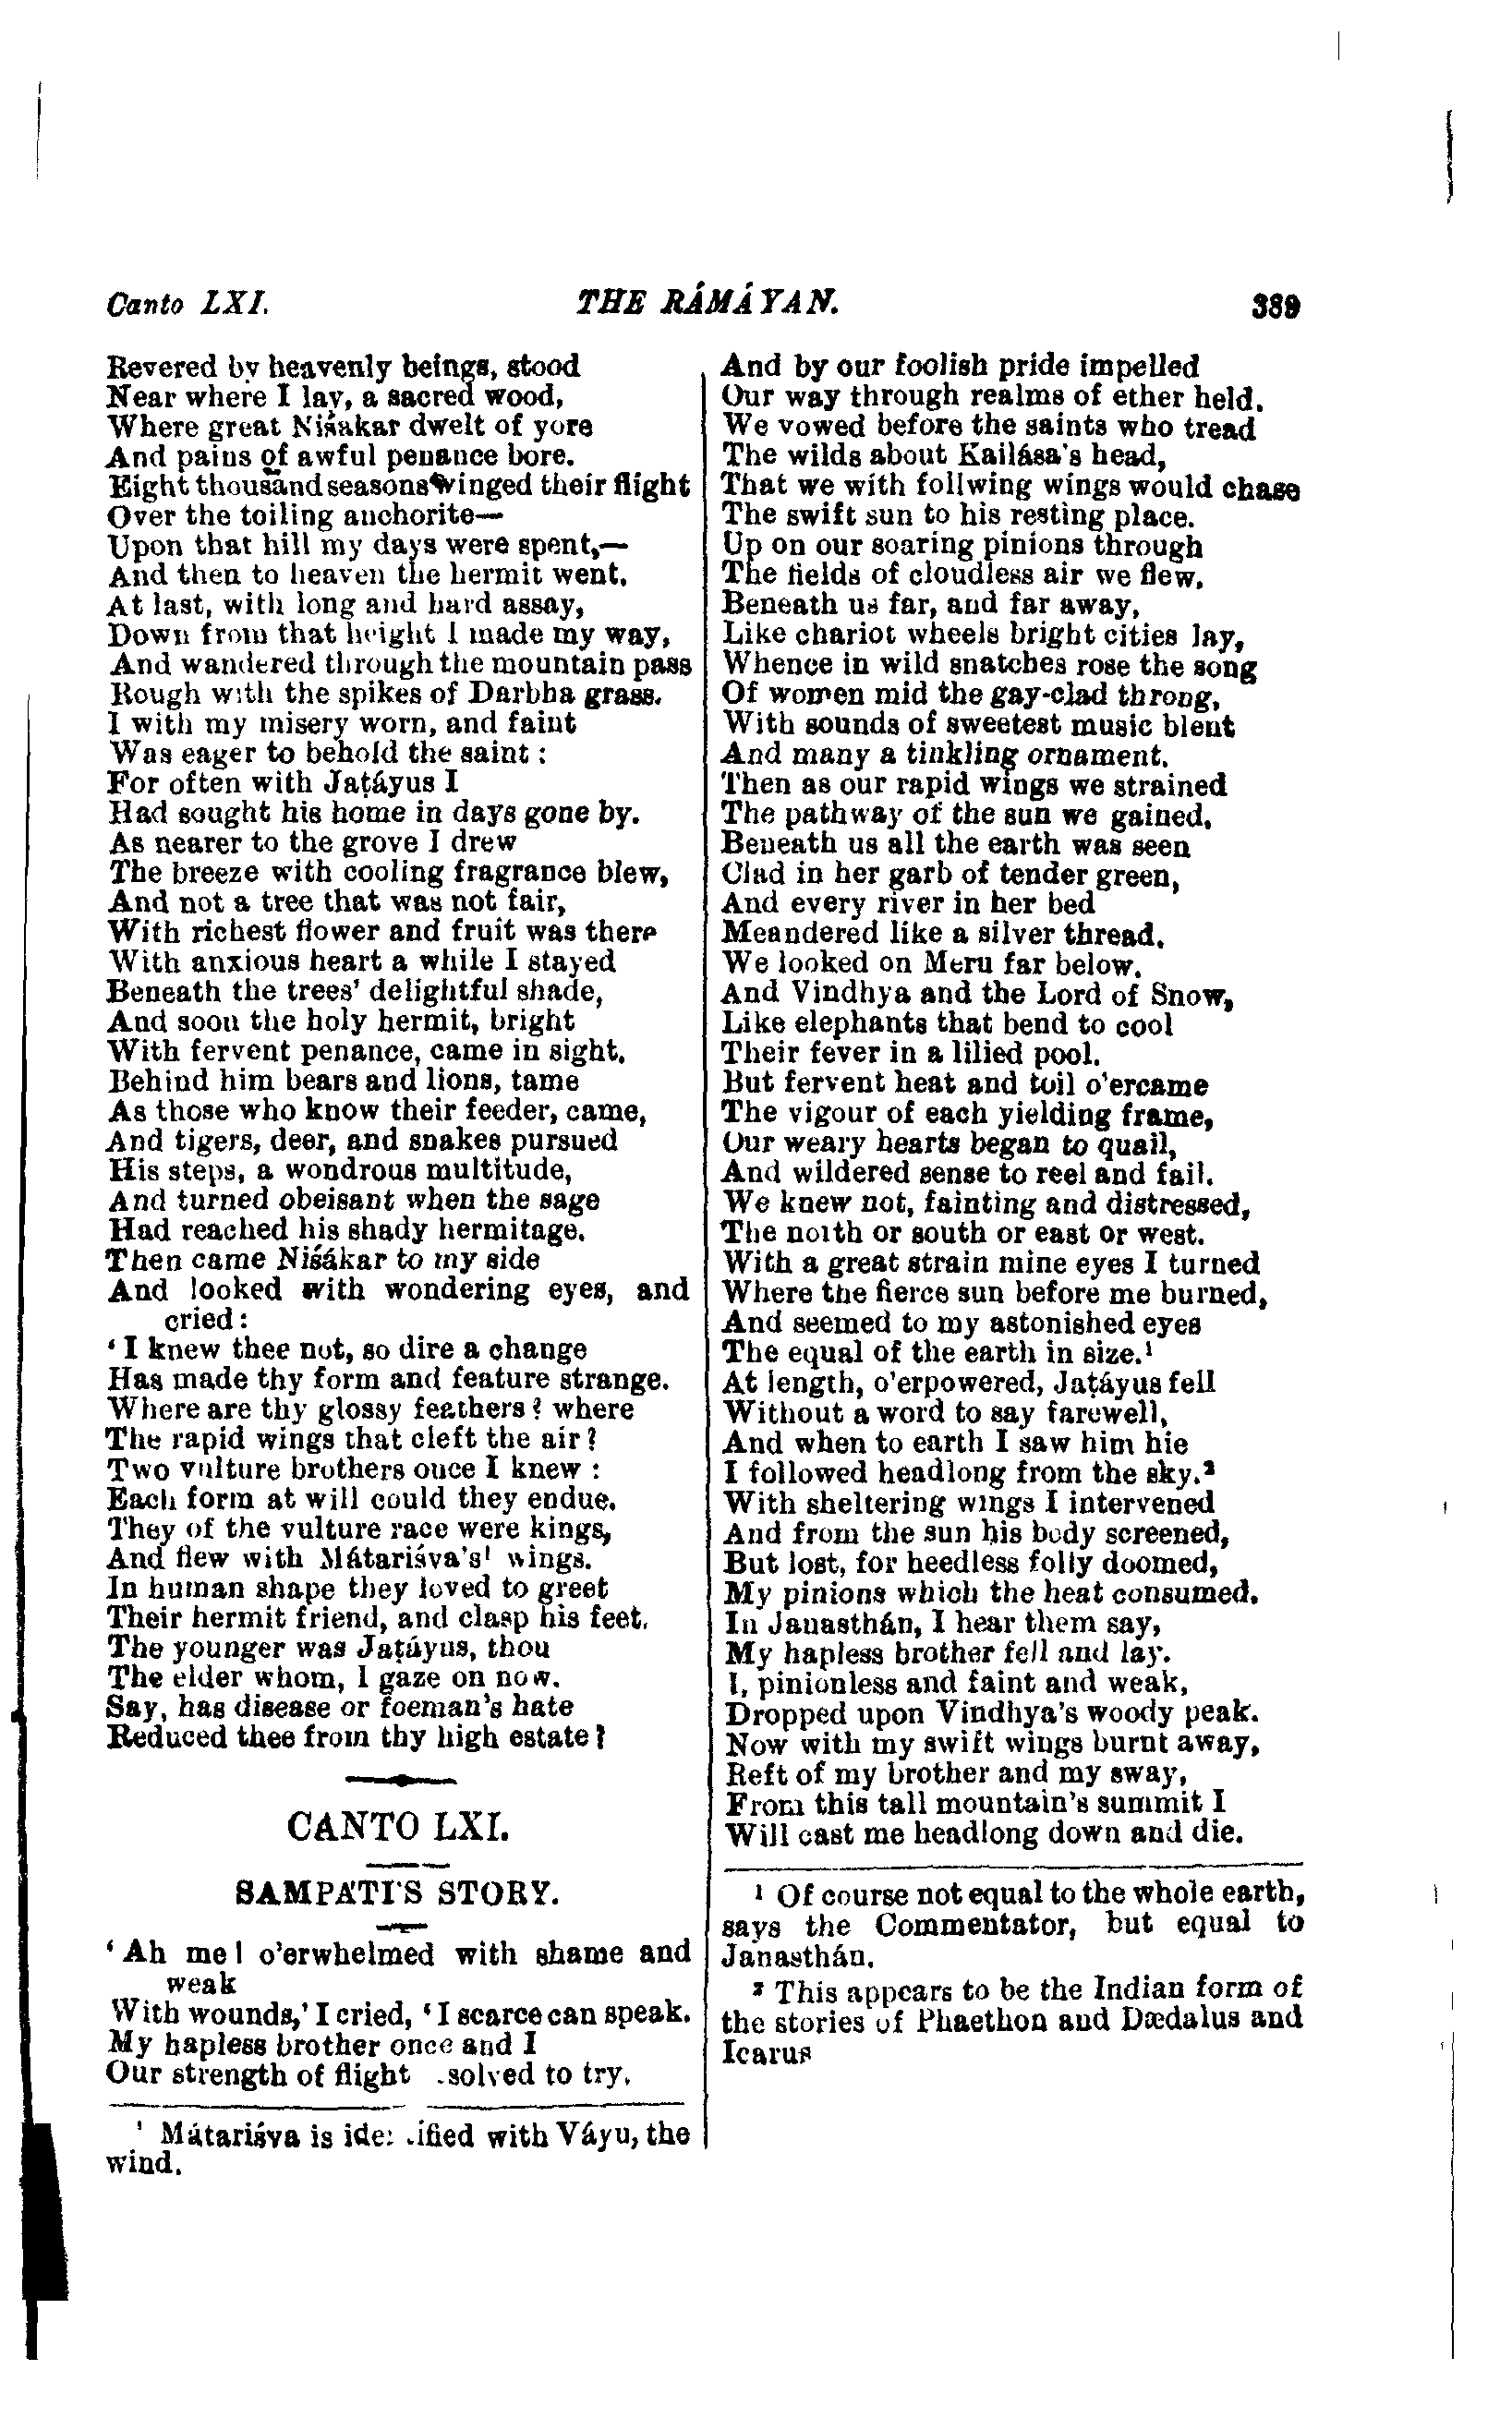 Canto LXI. THE RÁMÁYAN. 389
Revered by heavenly beings, stood
Near where I lay, a sacred wood,
Where great Niśakar dwelt of yore
And pains of awful penance bore.
Eight thousand seasons winged their flight
Over the toiling anchorite—
Upon that hill my days were spent,—
And then to heaven the hermit went.
At last, with long and hard assay,
Down from that height I made my way,
And wandered through the mountain pass
Rough with the spikes of Darbha grass.
I with my misery worn, and faint
Was eager to behold the saint :
For often with Jaṭáyus I
Had sought his home in days gone by.
As nearer to the grove I drew
The breeze with cooling fragrance blew,
And not a tree that was not fair,
With richest flower and fruit was there
With anxious heart a while I stayed
Beneath the trees' delightful shade,
And soon the holy hermit, bright
With fervent penance, came in sight.
Behind him bears and lions, tame
As those who know their feeder, came,
And tigers, deer, and snakes pursued
His steps, a wondrous multitude,
And turned obeisant when the sage
Had reached his shady hermitage.
Then came Niśákar to my side
And looked with wondering eyes, and
cried :
‘ I knew thee not, so dire a change
Has made thy form and feature strange.
Where are thy glossy feathers ? where
The rapid wings that cleft the air ?
Two vulture brothers once I knew :
Each form at will could they endue.
They of the vulture race were kings,
And flew with Mátariśva's¹ wings.
In human shape they loved to greet
Their hermit friend, and clasp his feet.
The younger was Jaṭáyus, thou
The elder whom, I gaze on now.
Say, has disease or foeman's hate
Reduced thee from thy high estate ?
CANTO LXI.
SAMPÁTI'S STORY.
‘ Ah me ! o'erwhelmed with shame and
weak
With wounds,’ I cried, ‘ I scarce can speak.
My hapless brother once and I
Our strength of flight .solved to try.
¹ Mátariśva is ide: .ified with Váyu, the
wind.
And by our foolish pride impelled
Our way through realms of ether held.
We vowed before the saints who tread
The wilds about Kailása's head,
That we with follwing wings would chase
The swift sun to his resting place.
Up on our soaring pinions through
The fields of cloudless air we flew.
Beneath us far, and far away,
Like chariot wheels bright cities lay,
Whence in wild snatches rose the song
Of women mid the gay-clad throng,
With sounds of sweetest music blent
And many a tinkling ornament.
Then as our rapid wings we strained
The pathway of the sun we gained,
Beneath us all the earth was seen
Clad in her garb of tender green,
And every river in her bed
Meandered like a silver thread.
We looked on Meru far below.
And Vindhya and the Lord of Snow,
Like elephants that bend to cool
Their fever in a lilied pool.
But fervent heat and toil o'ercame
The vigour of each yielding frame,
Our weary hearts began to quail,
And wildered sense to reel and fail.
We knew not, fainting and distressed,
The north or south or east or west.
With a great strain mine eyes I turned
Where the fierce sun before me burned,
And seemed to my astonished eyes
The equal of the earth in size.¹
At length, o'erpowered, Jaṭáyus fell
Without a word to say farewell,
And when to earth I saw him hie
I followed headlong from the sky.²
With sheltering wings I intervened
And from the sun his body screened,
But lost, for heedless folly doomed,
My pinions which the heat consumed.
In Janasthán, I hear them say,
My hapless brother fell and lay.
I, pinionless and faint and weak,
Dropped upon Vindhya's woody peak.
Now with my swift wings burnt away,
Reft of my brother and my sway,
From this tall mountain's summit I
Will cast me headlong down and die.
¹ Of course not equal to the whole earth,
says the Commentator, but equal to
Janasthán.
² This appears to be the Indian form of
the stories of Phaethon and Dædalus and
Icarus